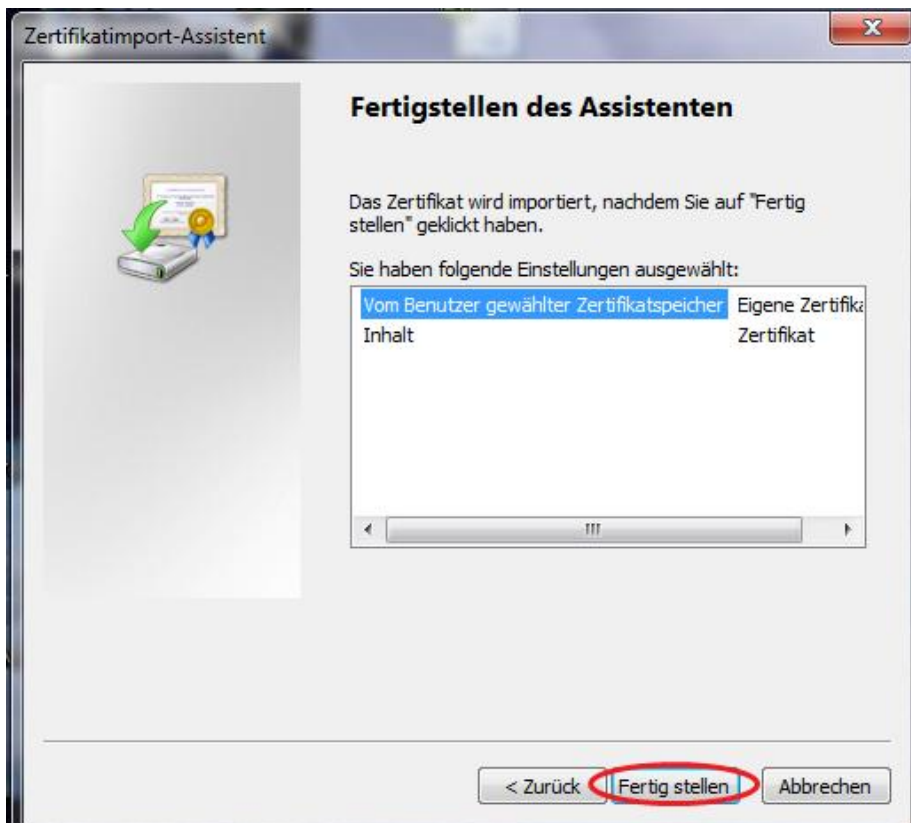 Zertifikatimport-Assistent
Fertigstellen des Assistenten
Das Zertifikat wird importiert, nachdem Sie auf "Fertig
stellen" geklickt haben.
Sie haben folgende Einstellungen ausgewählt:
Vom Benutzer gewählter Zertifikatspeicher Eigene Zertifika
Inhalt Zertifikat
< Zurück Fertig stellen Abbrechen